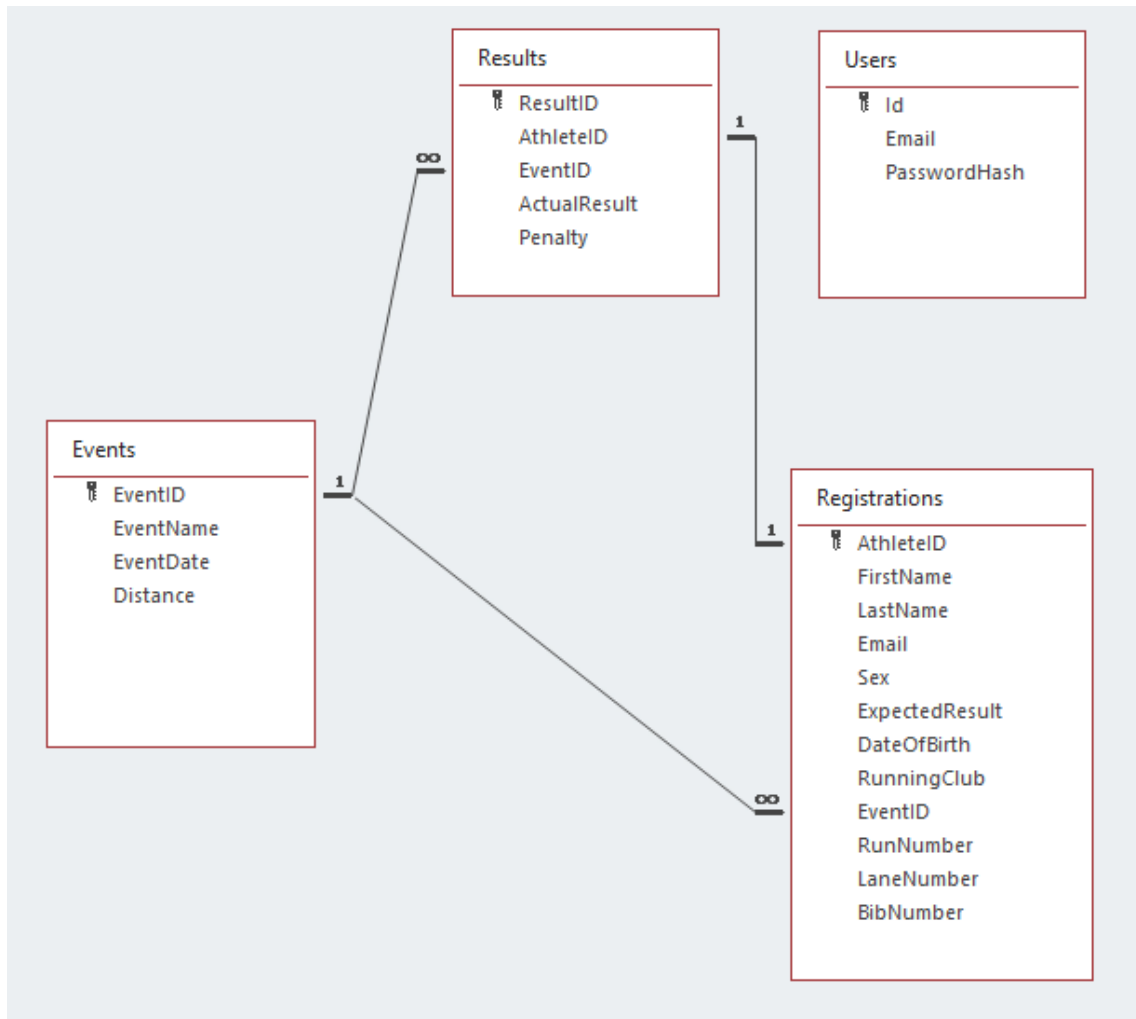 Results
ResultID
AthleteID
EventID
ActualResult
Penalty
1
∞
Users
Id
Email
PasswordHash
Events
EventID
EventName
EventDate
Distance
1
Registrations
AthleteID
FirstName
LastName
Email
Sex
ExpectedResult
DateOfBirth
RunningClub
EventID
RunNumber
LaneNumber
BibNumber
1
∞